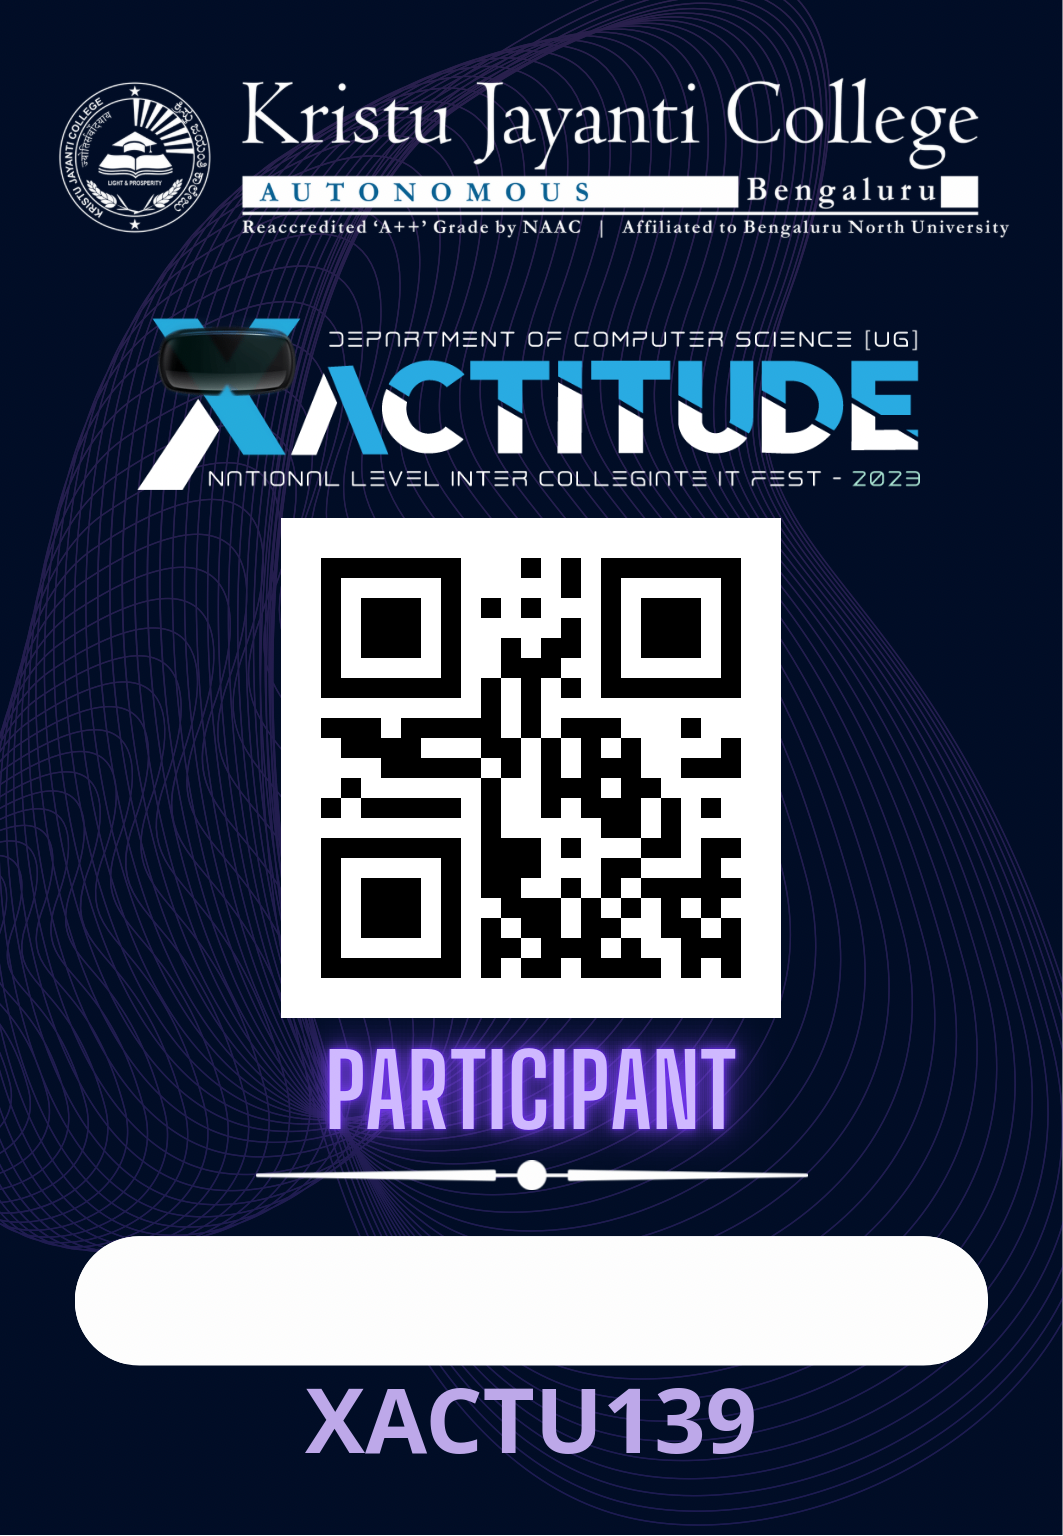 KRISTU JAYANTI COLLEGE
LIGHT & PROSPERITY
Kristu Jayanti College
AUTONOMOUS Bengaluru
Reaccredited ‘A++’ Grade by NAAC | Affiliated to Bengaluru North University
DEPARTMENT OF COMPUTER SCIENCE [UG]
XACTITUDE
NATIONAL LEVEL INTER COLLEGIATE IT FEST - 2023
PARTICIPANT
XACTU139